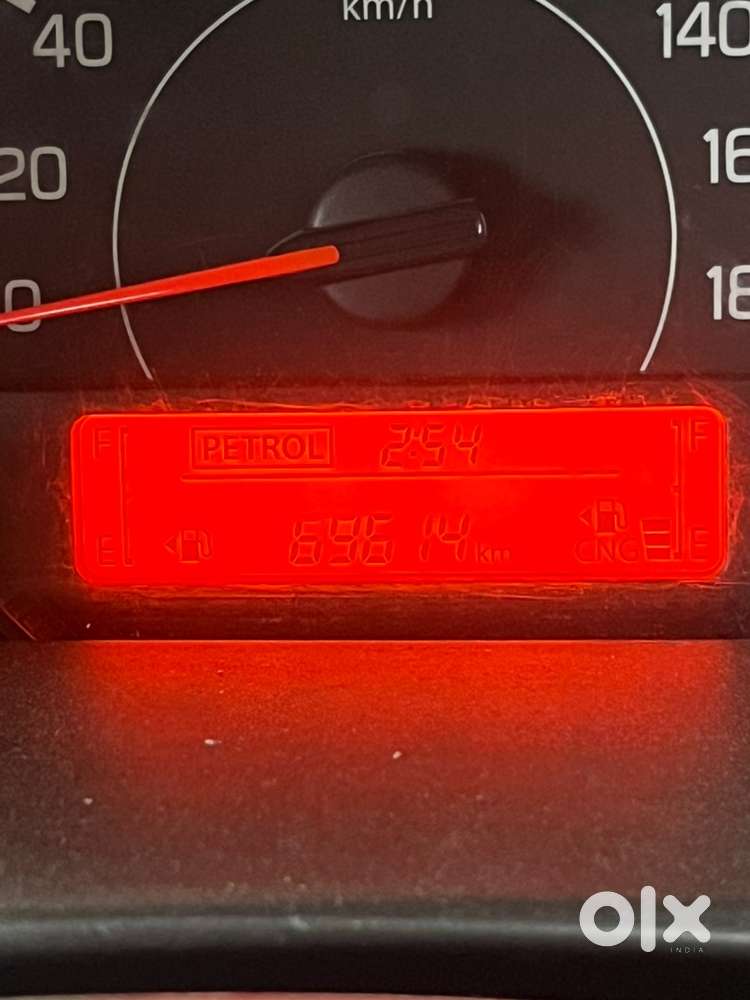 km/h
40
140
20
16
0
18
F PETROL 2:54 F
E 69614 km CNG E
olx
INDIA